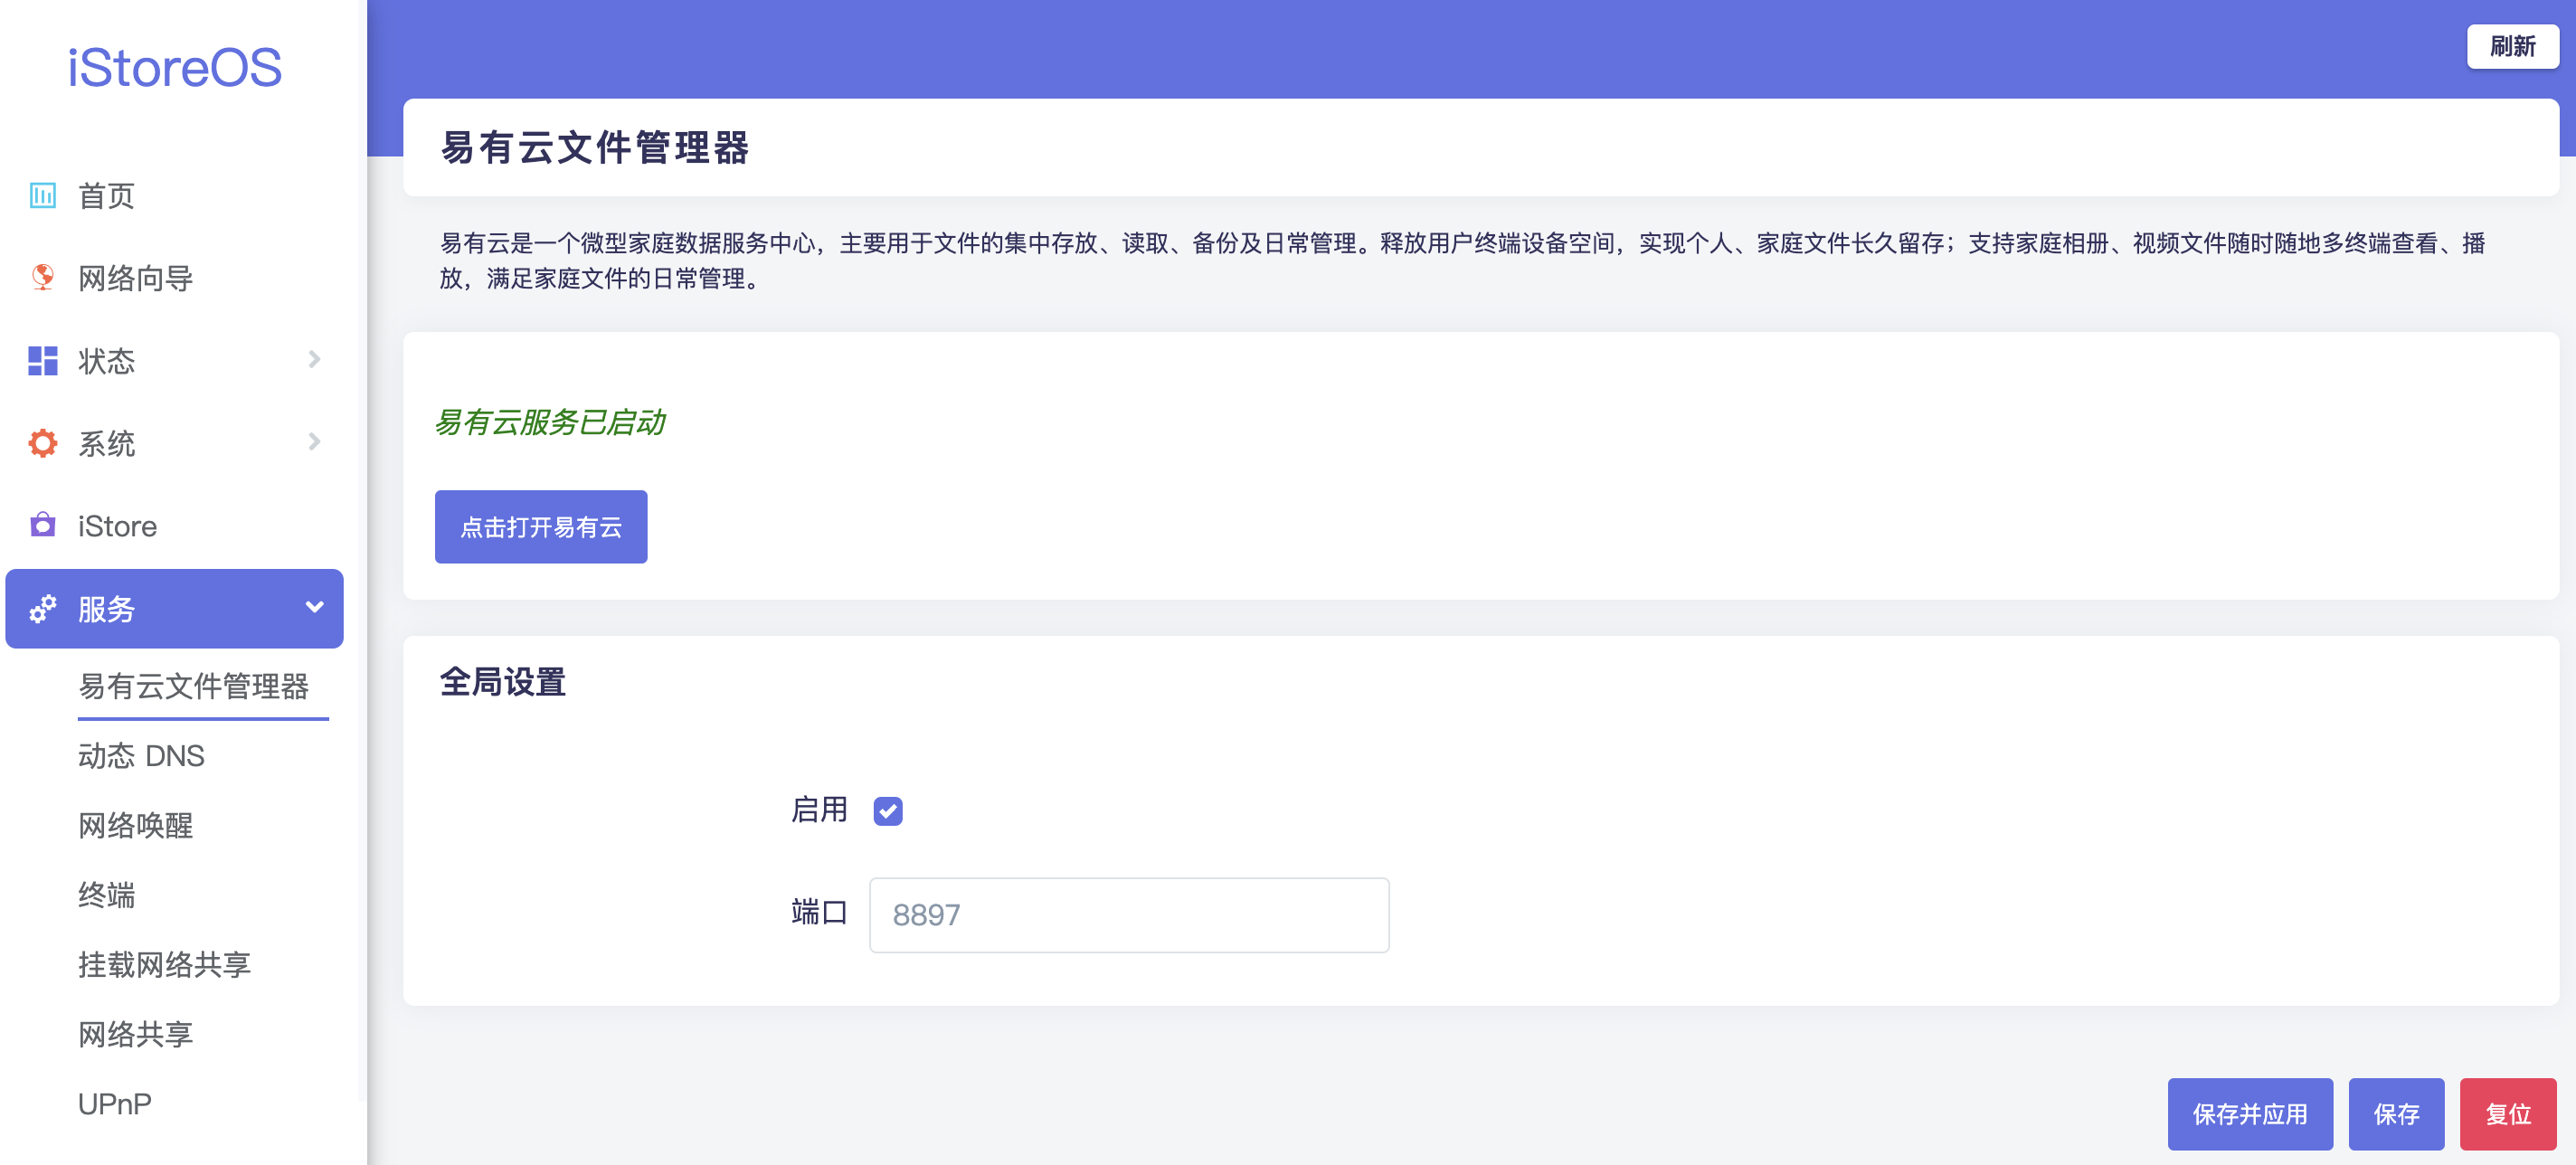 iStoreOS
首页
网络向导
状态
系统
iStore
服务
易有云文件管理器
动态 DNS
网络唤醒
终端
挂载网络共享
网络共享
UPnP
刷新
易有云文件管理器
易有云是一个微型家庭数据服务中心，主要用于文件的集中存放、读取、备份及日常管理。释放用户终端设备空间，实现个人、家庭文件长久留存；支持家庭相册、视频文件随时随地多终端查看、播
放，满足家庭文件的日常管理。
易有云服务已启动
点击打开易有云
全局设置
启用
端口 8897
保存并应用 保存 复位